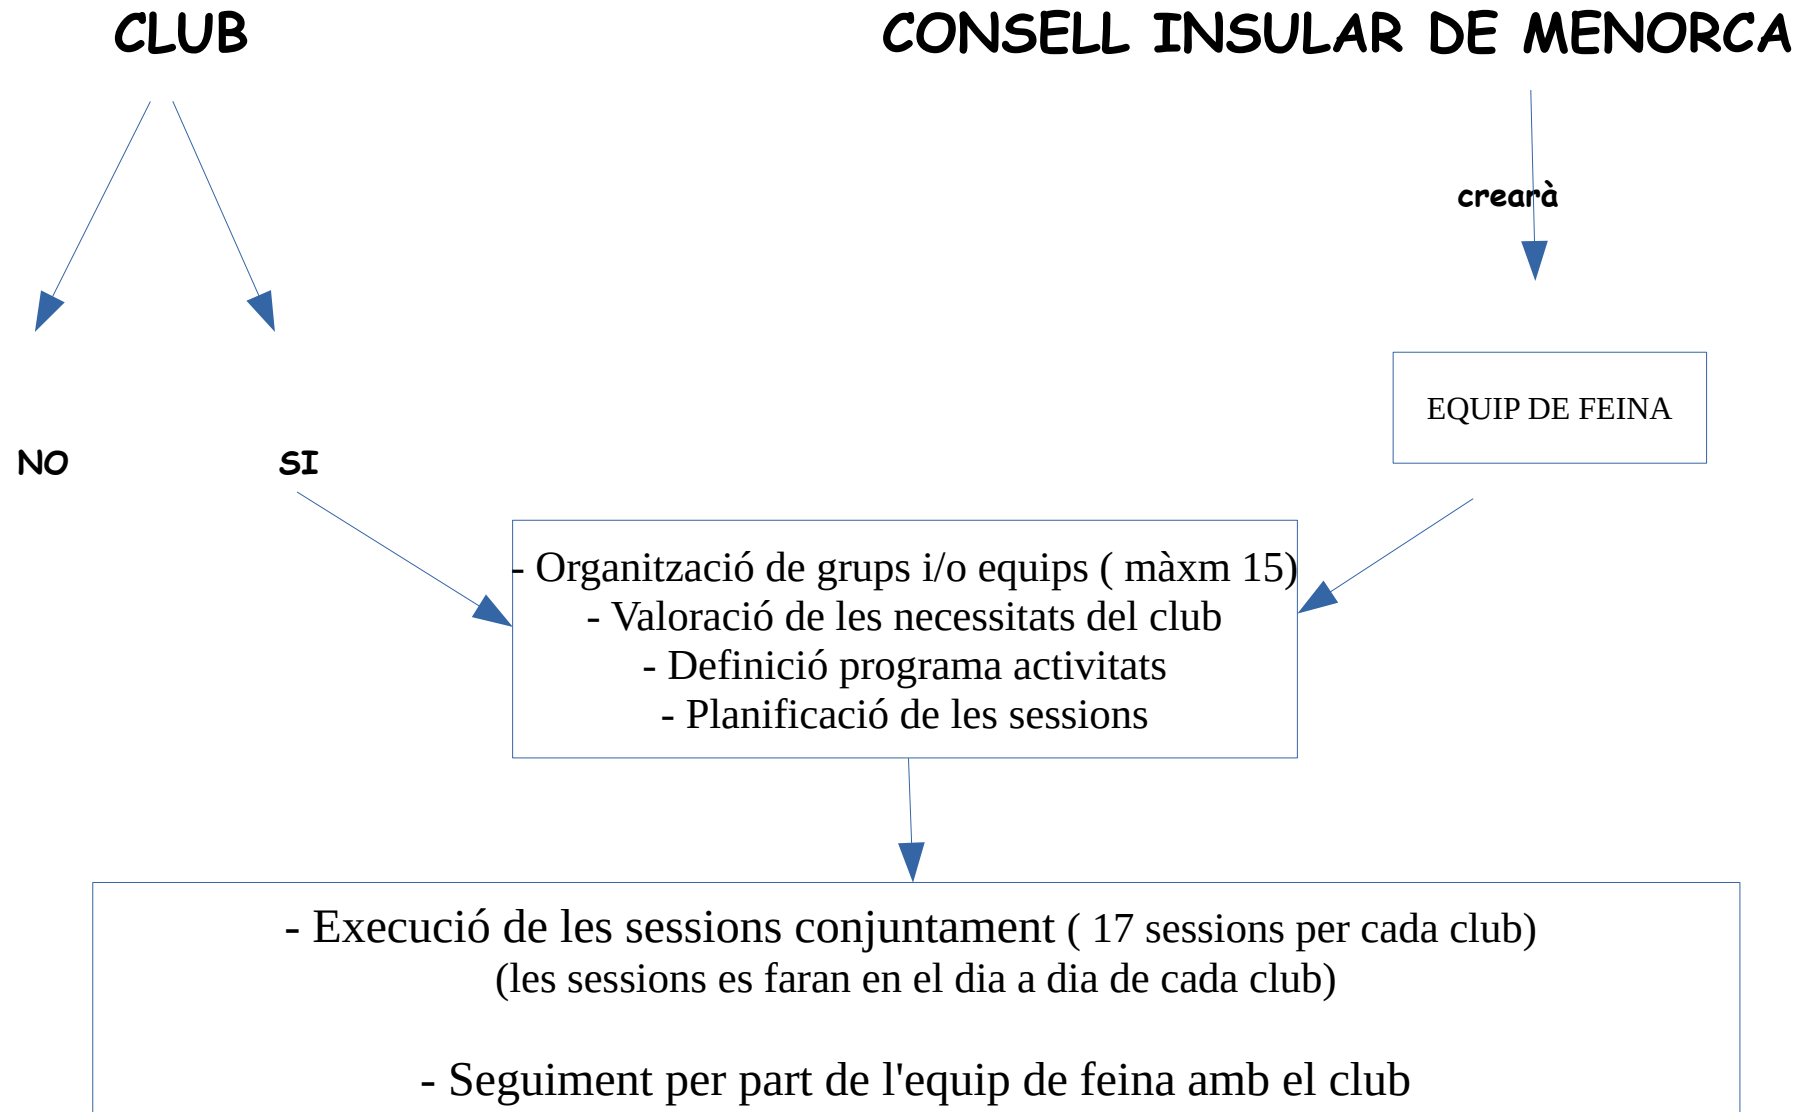 CLUB
CONSELL INSULAR DE MENORCA
crearà
EQUIP DE FEINA
NO
SI
- Organització de grups i/o equips ( màxm 15)
- Valoració de les necessitats del club
- Definició programa activitats
- Planificació de les sessions
- Execució de les sessions conjuntament ( 17 sessions per cada club)
(les sessions es faran en el dia a dia de cada club)
- Seguiment per part de l'equip de feina amb el club